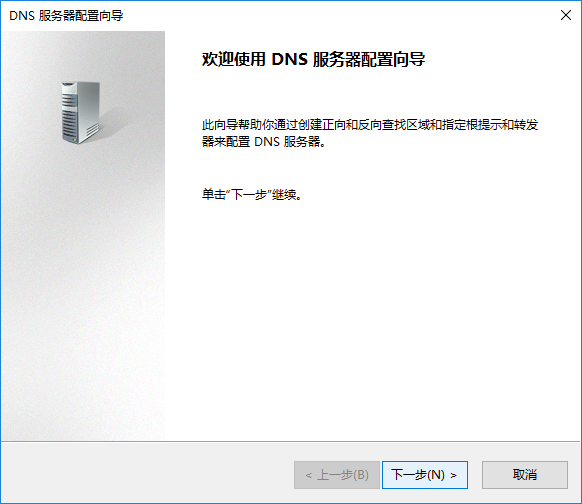 DNS 服务器配置向导
欢迎使用 DNS 服务器配置向导
此向导帮助你通过创建正向和反向查找区域和指定根提示和转发
器来配置 DNS 服务器。
单击“下一步”继续。
< 上一步(B)
下一步(N) >
取消